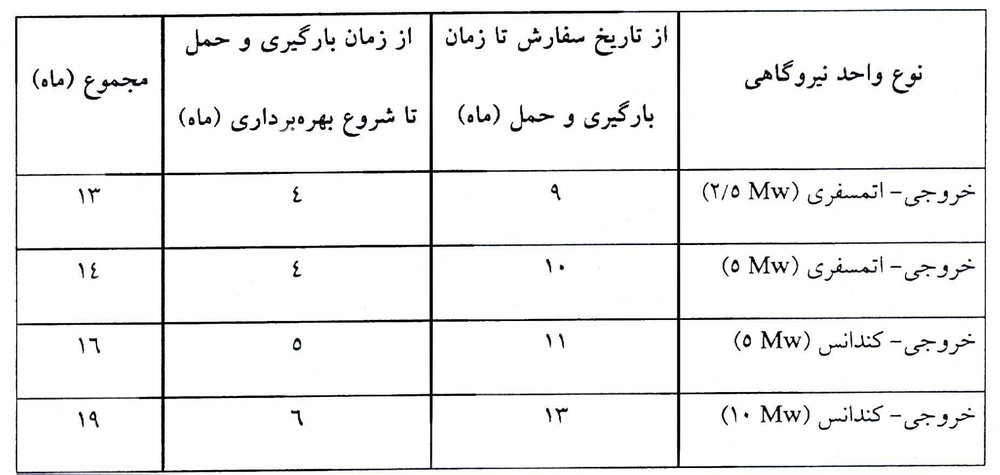 نوع واحد نیروگاهی
از تاریخ سفارش تا زمان
بارگیری و حمل (ماه)
از زمان بارگیری و حمل
تا شروع بهره‌برداری (ماه)
مجموع (ماه)
خروجی- اتمسفری (۲/۵ Mw)
۹
٤
۱۳
خروجی- اتمسفری (۵ Mw)
۱۰
٤
۱٤
خروجی- کندانس (۵ Mw)
۱۱
۵
۱٦
خروجی- کندانس (۱۰ Mw)
۱۳
٦
۱۹